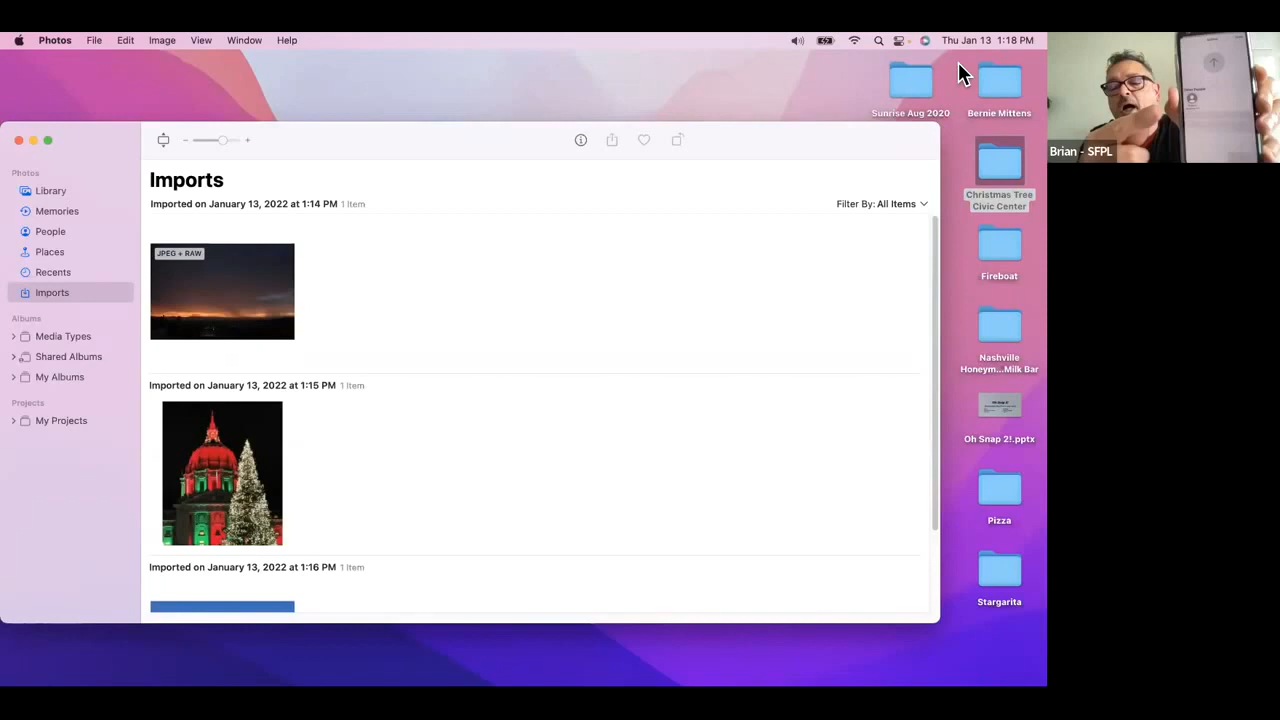 Photos File Edit Image View Window Help Thu Jan 13 1:18 PM
Sunrise Aug 2020
Bernie Mittens
Christmas Tree
Civic Center
Fireboat
Nashville
Honeym...Milk Bar
Oh Snap 2!.pptx
Pizza
Stargarita
Photos
Library
Memories
People
Places
Recents
Imports
Albums
Media Types
Shared Albums
My Albums
Projects
My Projects
Imports
Imported on January 13, 2022 at 1:14 PM 1 Item
Filter By: All Items
JPEG + RAW
Imported on January 13, 2022 at 1:15 PM 1 Item
Imported on January 13, 2022 at 1:16 PM 1 Item
Brian - SFPL